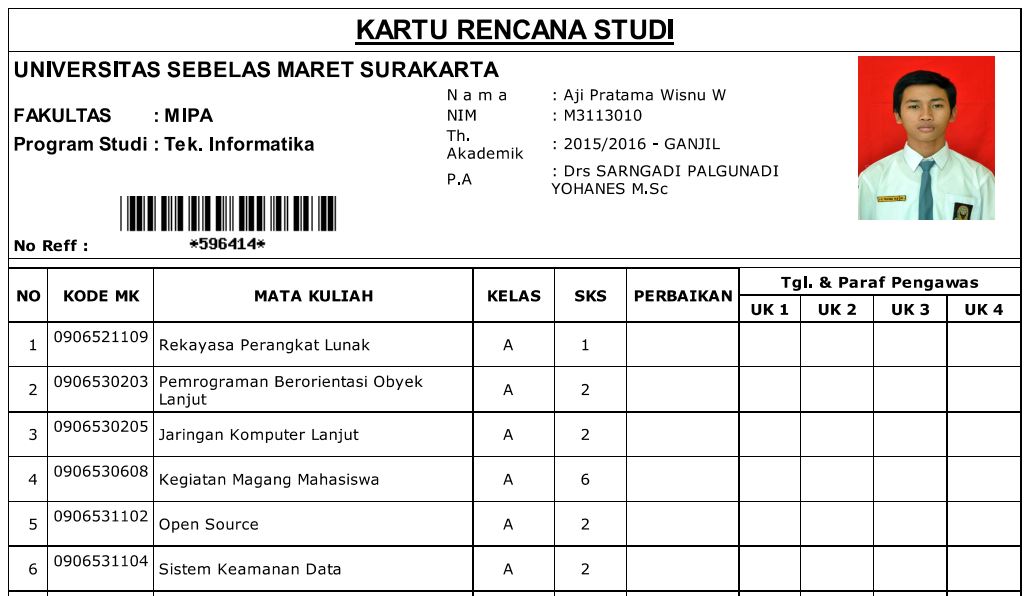 KARTU RENCANA STUDI
UNIVERSITAS SEBELAS MARET SURAKARTA
FAKULTAS : MIPA
Program Studi : Tek. Informatika
N a m a : Aji Pratama Wisnu W
NIM : M3113010
Th. Akademik : 2015/2016 - GANJIL
P.A : Drs SARNGADI PALGUNADI
YOHANES M.Sc
No Reff : *596414*
NO KODE MK MATA KULIAH KELAS SKS PERBAIKAN Tgl. & Paraf Pengawas
UK 1 UK 2 UK 3 UK 4
1 0906521109 Rekayasa Perangkat Lunak A 1
2 0906530203 Pemrograman Berorientasi Obyek
Lanjut A 2
3 0906530205 Jaringan Komputer Lanjut A 2
4 0906530608 Kegiatan Magang Mahasiswa A 6
5 0906531102 Open Source A 2
6 0906531104 Sistem Keamanan Data A 2